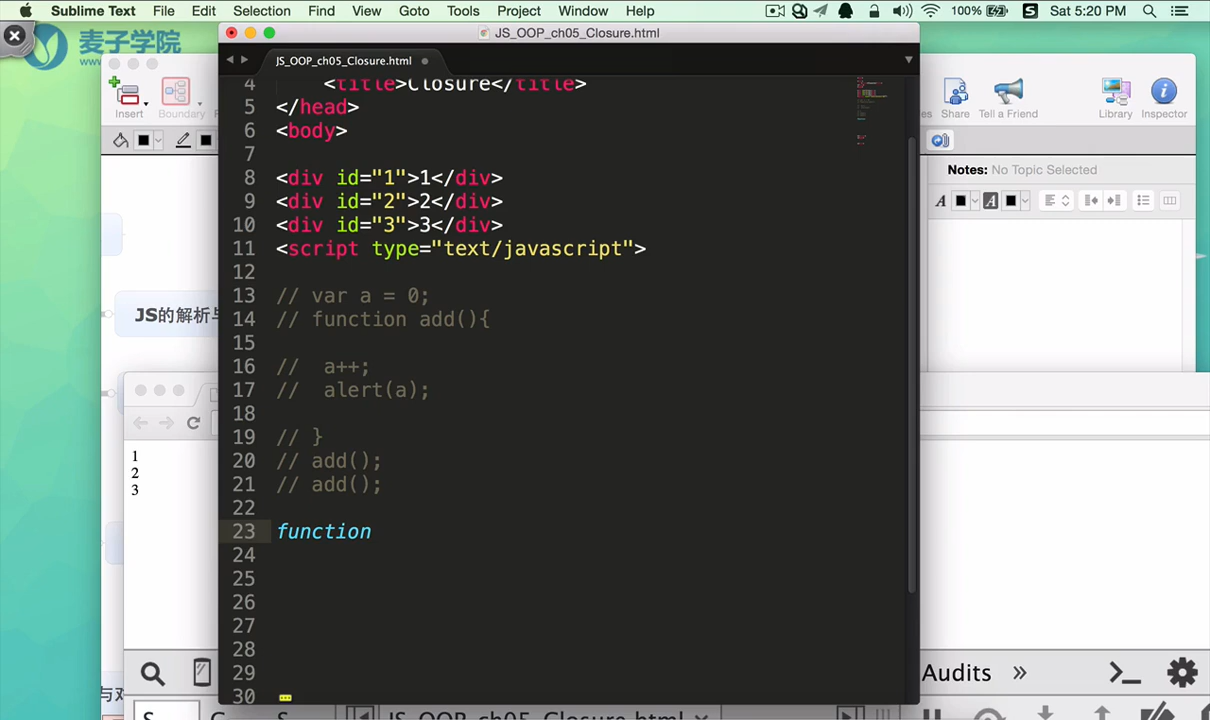 Sublime Text File Edit Selection Find View Goto Tools Project Window Help 100% Sat 5:20 PM
麦子学院
JS_OOP_ch05_Closure.html
JS_OOP_ch05_Closure.html
Insert
Boundary
Share
Tell a Friend
Library
Inspector
Notes: No Topic Selected
JS的解析与
4 <title>Closure</title>
5 </head>
6 <body>
7
8 <div id="1">1</div>
9 <div id="2">2</div>
10 <div id="3">3</div>
11 <script type="text/javascript">
12
13 // var a = 0;
14 // function add(){
15
16 // a++;
17 // alert(a);
18
19 // }
20 // add();
21 // add();
22
23 function
24
25
26
27
28
29
30
1
2
3
Audits »
与对
JS_OOP_ch05_Closure.html